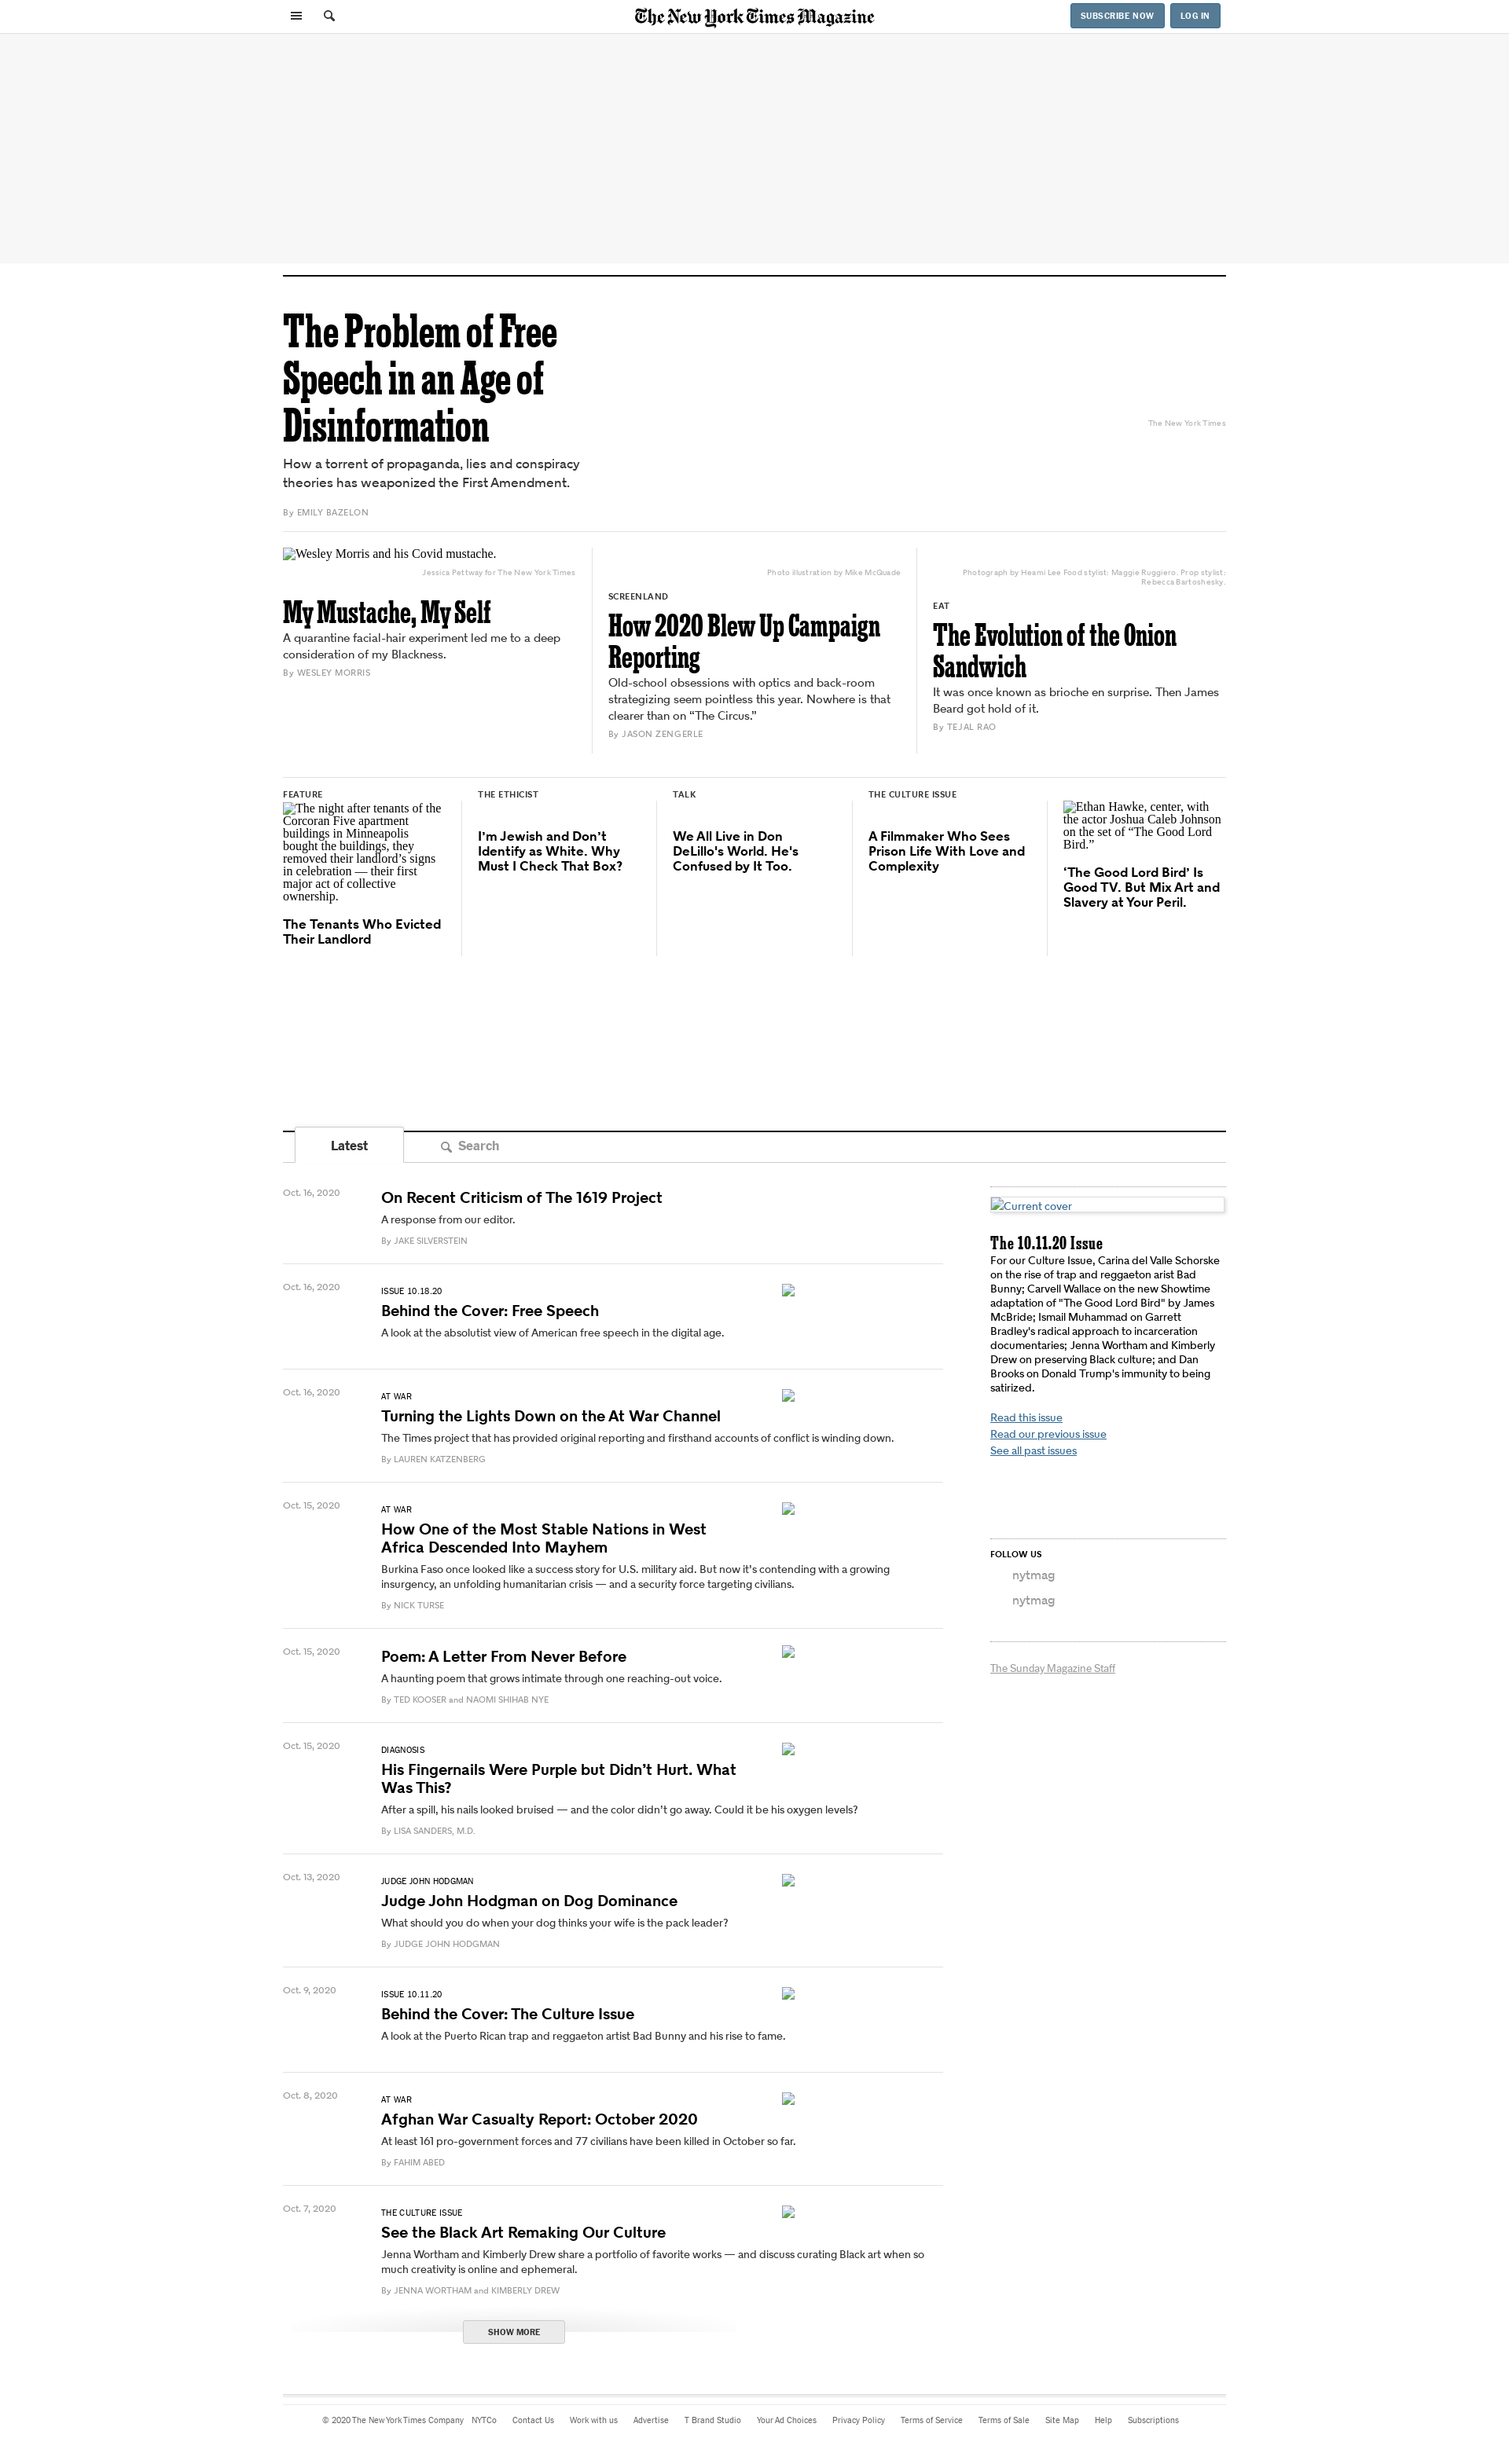 The New York Times Magazine
SUBSCRIBE NOW
LOG IN
The Problem of Free
Speech in an Age of
Disinformation
How a torrent of propaganda, lies and conspiracy
theories has weaponized the First Amendment.
By EMILY BAZELON
The New York Times
Wesley Morris and his Covid mustache.
Jessica Pettway for The New York Times
My Mustache, My Self
A quarantine facial-hair experiment led me to a deep
consideration of my Blackness.
By WESLEY MORRIS
Photo illustration by Mike McQuade
SCREENLAND
How 2020 Blew Up Campaign
Reporting
Old-school obsessions with optics and back-room
strategizing seem pointless this year. Nowhere is that
clearer than on “The Circus.”
By JASON ZENGERLE
Photograph by Heami Lee Food stylist: Maggie Ruggiero. Prop stylist:
Rebecca Bartoshesky.
EAT
The Evolution of the Onion
Sandwich
It was once known as brioche en surprise. Then James
Beard got hold of it.
By TEJAL RAO
FEATURE
The night after tenants of the
Corcoran Five apartment
buildings in Minneapolis
bought the buildings, they
removed their landlord’s signs
in celebration — their first
major act of collective
ownership.
The Tenants Who Evicted
Their Landlord
THE ETHICIST
I’m Jewish and Don’t
Identify as White. Why
Must I Check That Box?
TALK
We All Live in Don
DeLillo's World. He's
Confused by It Too.
THE CULTURE ISSUE
A Filmmaker Who Sees
Prison Life With Love and
Complexity
Ethan Hawke, center, with
the actor Joshua Caleb Johnson
on the set of “The Good Lord
Bird.”
‘The Good Lord Bird’ Is
Good TV. But Mix Art and
Slavery at Your Peril.
Latest
Search
Oct. 16, 2020
On Recent Criticism of The 1619 Project
A response from our editor.
By JAKE SILVERSTEIN
Oct. 16, 2020
ISSUE 10.18.20
Behind the Cover: Free Speech
A look at the absolutist view of American free speech in the digital age.
Oct. 16, 2020
AT WAR
Turning the Lights Down on the At War Channel
The Times project that has provided original reporting and firsthand accounts of conflict is winding down.
By LAUREN KATZENBERG
Oct. 15, 2020
AT WAR
How One of the Most Stable Nations in West
Africa Descended Into Mayhem
Burkina Faso once looked like a success story for U.S. military aid. But now it’s contending with a growing
insurgency, an unfolding humanitarian crisis — and a security force targeting civilians.
By NICK TURSE
Oct. 15, 2020
Poem: A Letter From Never Before
A haunting poem that grows intimate through one reaching-out voice.
By TED KOOSER and NAOMI SHIHAB NYE
Oct. 15, 2020
DIAGNOSIS
His Fingernails Were Purple but Didn’t Hurt. What
Was This?
After a spill, his nails looked bruised — and the color didn’t go away. Could it be his oxygen levels?
By LISA SANDERS, M.D.
Oct. 13, 2020
JUDGE JOHN HODGMAN
Judge John Hodgman on Dog Dominance
What should you do when your dog thinks your wife is the pack leader?
By JUDGE JOHN HODGMAN
Oct. 9, 2020
ISSUE 10.11.20
Behind the Cover: The Culture Issue
A look at the Puerto Rican trap and reggaeton artist Bad Bunny and his rise to fame.
Oct. 8, 2020
AT WAR
Afghan War Casualty Report: October 2020
At least 161 pro-government forces and 77 civilians have been killed in October so far.
By FAHIM ABED
Oct. 7, 2020
THE CULTURE ISSUE
See the Black Art Remaking Our Culture
Jenna Wortham and Kimberly Drew share a portfolio of favorite works — and discuss curating Black art when so
much creativity is online and ephemeral.
By JENNA WORTHAM and KIMBERLY DREW
SHOW MORE
Current cover
The 10.11.20 Issue
For our Culture Issue, Carina del Valle Schorske
on the rise of trap and reggaeton arist Bad
Bunny; Carvell Wallace on the new Showtime
adaptation of "The Good Lord Bird" by James
McBride; Ismail Muhammad on Garrett
Bradley's radical approach to incarceration
documentaries; Jenna Wortham and Kimberly
Drew on preserving Black culture; and Dan
Brooks on Donald Trump's immunity to being
satirized.
Read this issue
Read our previous issue
See all past issues
FOLLOW US
nytmag
nytmag
The Sunday Magazine Staff
© 2020 The New York Times Company NYTCo Contact Us Work with us Advertise T Brand Studio Your Ad Choices Privacy Policy Terms of Service Terms of Sale Site Map Help Subscriptions